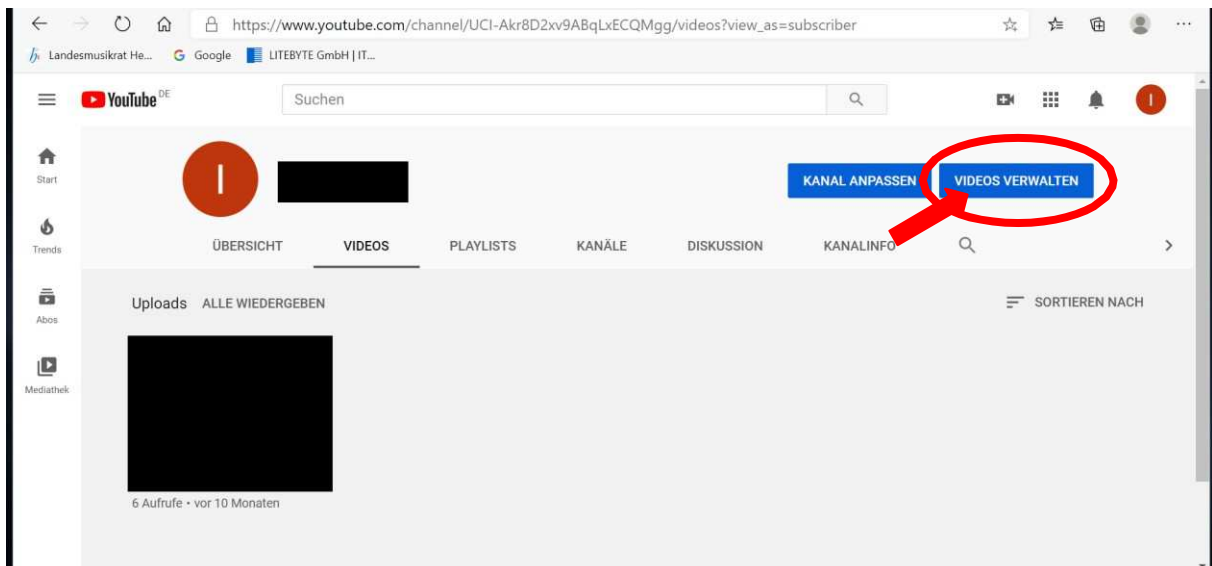 https://www.youtube.com/channel/UCI-Akr8D2xv9ABqLxECQMgg/videos?view_as=subscriber
Landesmusikrat He... Google LITEBYTE GmbH | IT...
YouTube DE Suchen I
Start
I KANAL ANPASSEN VIDEOS VERWALTEN
Trends ÜBERSICHT VIDEOS PLAYLISTS KANÄLE DISKUSSION KANALINFO
Abos Uploads ALLE WIEDERGEBEN SORTIEREN NACH
Mediathek
6 Aufrufe • vor 10 Monaten